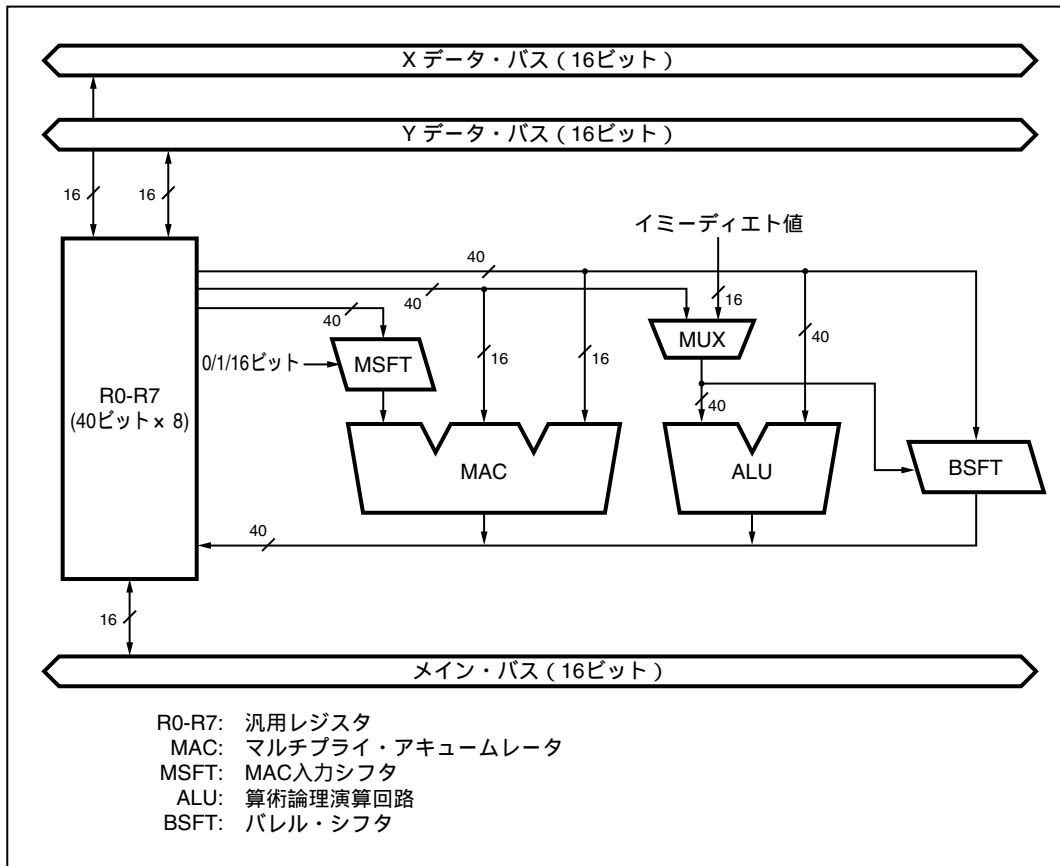 X データ・バス（16ビット）
Y データ・バス（16ビット）
16
16
イミーディエト値
40
40
40
16
0/1/16ビット
MSFT
16
16
MUX
40
R0-R7
(40ビット× 8)
40
MAC
ALU
BSFT
40
16
メイン・バス（16ビット）
R0-R7: 汎用レジスタ
MAC: マルチプライ・アキュームレータ
MSFT: MAC入力シフタ
ALU: 算術論理演算回路
BSFT: バレル・シフタ